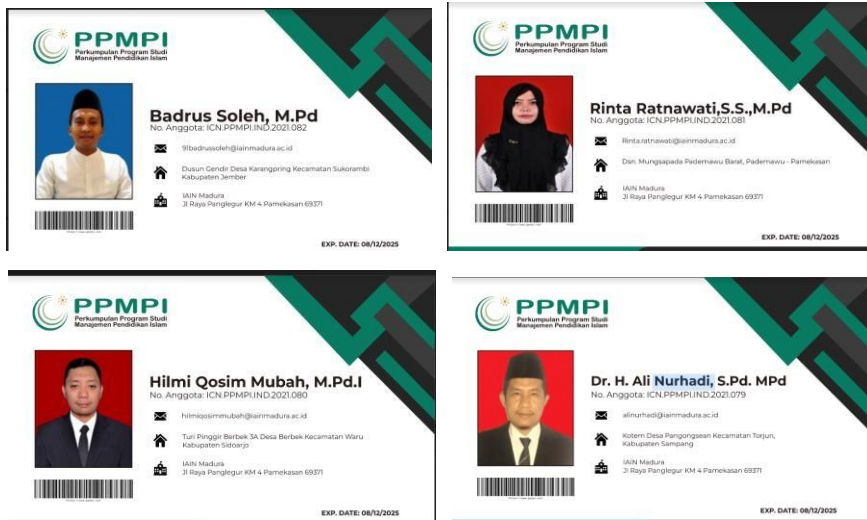 PPMPI
Perkumpulan Program Studi
Manajemen Pendidikan Islam
Badrus Soleh, M.Pd
No. Anggota: ICN.PPMPI.IND.2021.082
91badrussoleh@iainmadura.ac.id
Dusun Gendir Desa Karangpring Kecamatan Sukorambi
Kabupaten Jember
IAIN Madura
Jl Raya Panglegur KM 4 Pamekasan 69371
EXP. DATE: 08/12/2025
PPMPI
Perkumpulan Program Studi
Manajemen Pendidikan Islam
Rinta Ratnawati,S.S.,M.Pd
No. Anggota: ICN.PPMPI.IND.2021.081
Rinta.ratnawati@iainmadura.ac.id
Dsn. Mungsapada Pademawu Barat, Pademawu - Pamekasan
IAIN Madura
Jl Raya Panglegur KM 4 Pamekasan 69371
EXP. DATE: 08/12/2025
PPMPI
Perkumpulan Program Studi
Manajemen Pendidikan Islam
Hilmi Qosim Mubah, M.Pd.I
No. Anggota: ICN.PPMPI.IND.2021.080
hilmiqosimmubah@iainmadura.ac.id
Turi Pinggir Berbek 3A Desa Berbek Kecamatan Waru
Kabupaten Sidoarjo
IAIN Madura
Jl Raya Panglegur KM 4 Pamekasan 69371
EXP. DATE: 08/12/2025
PPMPI
Perkumpulan Program Studi
Manajemen Pendidikan Islam
Dr. H. Ali Nurhadi, S.Pd. MPd
No. Anggota: ICN.PPMPI.IND.2021.079
alinurhadi@iainmadura.ac.id
Kotem Desa Pangongsean Kecamatan Torjun,
Kabupaten Sampang
IAIN Madura
Jl Raya Panglegur KM 4 Pamekasan 69371
EXP. DATE: 08/12/2025